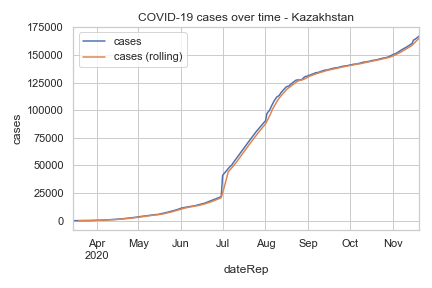 COVID-19 cases over time - Kazakhstan
cases
cases (rolling)
175000
150000
125000
100000
75000
50000
25000
0
cases
Apr
2020
May
Jun
Jul
Aug
Sep
Oct
Nov
dateRep